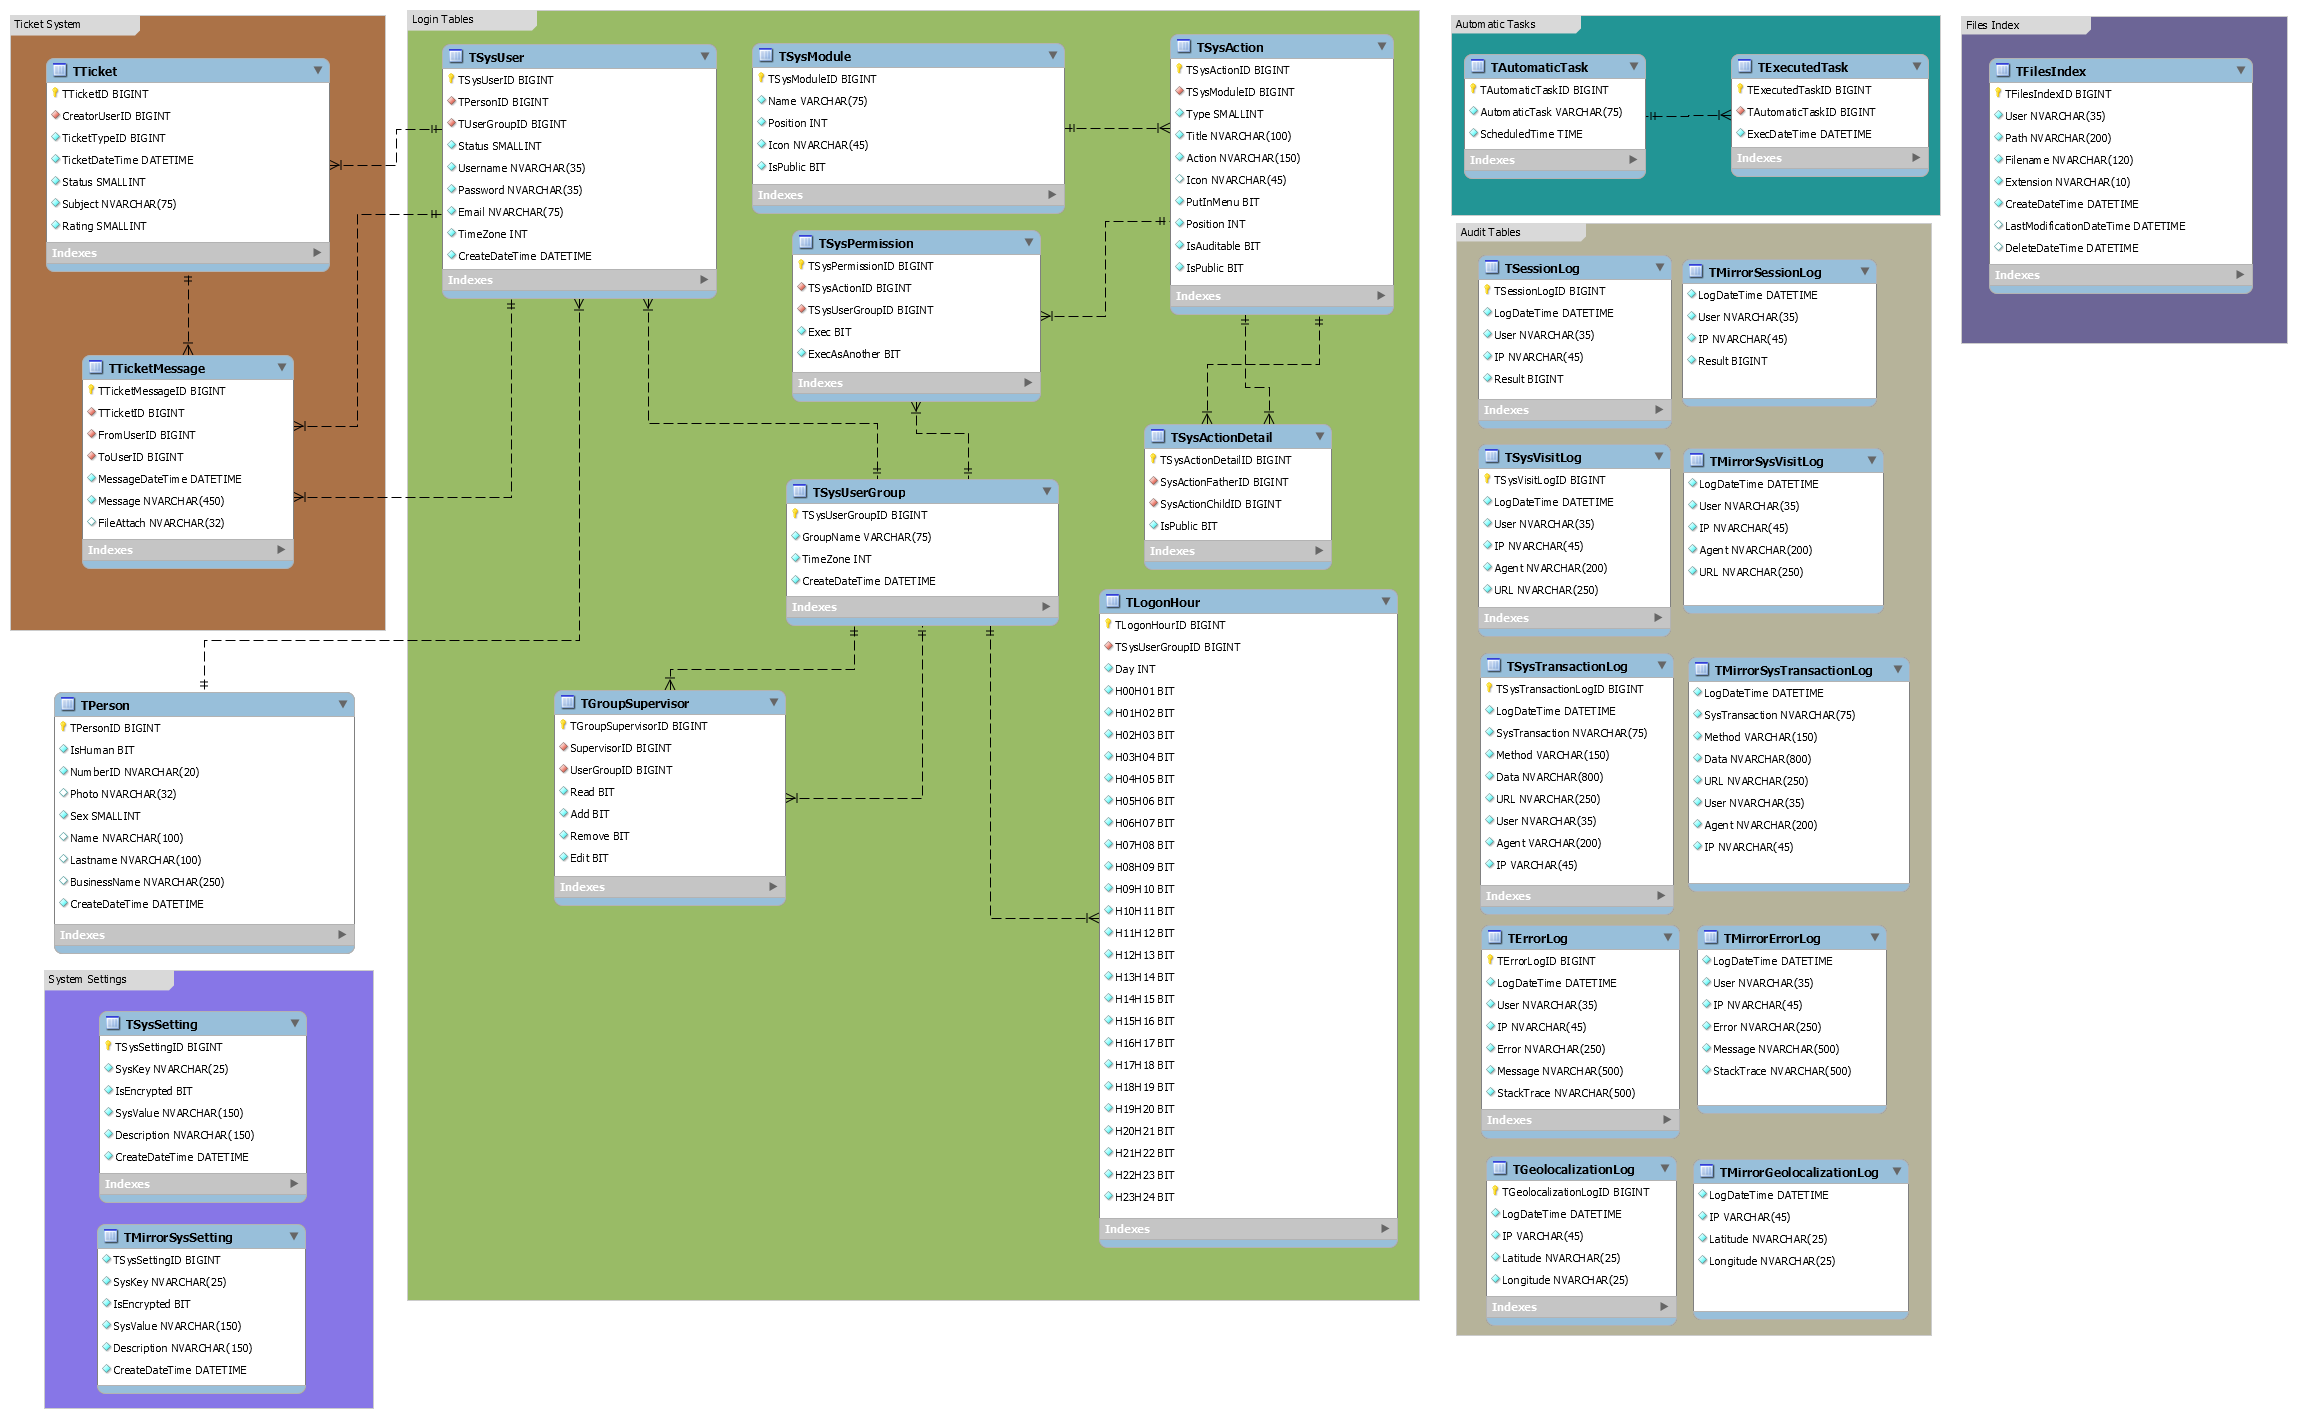 Ticket System
TTicket
TTicketID BIGINT
CreatorUserID BIGINT
TicketTypeID BIGINT
TicketDateTime DATETIME
Status SMALLINT
Subject NVARCHAR(75)
Rating SMALLINT
Indexes
TTicketMessage
TTicketMessageID BIGINT
TTicketID BIGINT
FromUserID BIGINT
ToUserID BIGINT
MessageDateTime DATETIME
Message NVARCHAR(450)
FileAttach NVARCHAR(32)
Indexes
TPerson
TPersonID BIGINT
IsHuman BIT
NumberID NVARCHAR(20)
Photo NVARCHAR(32)
Sex SMALLINT
Name NVARCHAR(100)
Lastname NVARCHAR(100)
BusinessName NVARCHAR(250)
CreateDateTime DATETIME
Indexes
System Settings
TSysSetting
TSysSettingID BIGINT
SysKey NVARCHAR(25)
IsEncrypted BIT
SysValue NVARCHAR(150)
Description NVARCHAR(150)
CreateDateTime DATETIME
Indexes
TMirrorSysSetting
TSysSettingID BIGINT
SysKey NVARCHAR(25)
IsEncrypted BIT
SysValue NVARCHAR(150)
Description NVARCHAR(150)
CreateDateTime DATETIME
Login Tables
TSysUser
TSysUserID BIGINT
TPersonID BIGINT
TUserGroupID BIGINT
Status SMALLINT
Username NVARCHAR(35)
Password NVARCHAR(35)
Email NVARCHAR(75)
TimeZone INT
CreateDateTime DATETIME
Indexes
TSysModule
TSysModuleID BIGINT
Name VARCHAR(75)
Position INT
Icon NVARCHAR(45)
IsPublic BIT
Indexes
TSysAction
TSysActionID BIGINT
TSysModuleID BIGINT
Type SMALLINT
Title NVARCHAR(100)
Action NVARCHAR(150)
Icon NVARCHAR(45)
PutInMenu BIT
Position INT
IsAuditable BIT
IsPublic BIT
Indexes
TSysPermission
TSysPermissionID BIGINT
TSysActionID BIGINT
TSysUserGroupID BIGINT
Exec BIT
ExecAsAnother BIT
Indexes
TSysActionDetail
TSysActionDetailID BIGINT
SysActionFatherID BIGINT
SysActionChildID BIGINT
IsPublic BIT
Indexes
TSysUserGroup
TSysUserGroupID BIGINT
GroupName VARCHAR(75)
TimeZone INT
CreateDateTime DATETIME
Indexes
TGroupSupervisor
TGroupSupervisorID BIGINT
SupervisorID BIGINT
UserGroupID BIGINT
Read BIT
Add BIT
Remove BIT
Edit BIT
Indexes
TLogonHour
TLogonHourID BIGINT
TSysUserGroupID BIGINT
Day INT
H00H01 BIT
H01H02 BIT
H02H03 BIT
H03H04 BIT
H04H05 BIT
H05H06 BIT
H06H07 BIT
H07H08 BIT
H08H09 BIT
H09H10 BIT
H10H11 BIT
H11H12 BIT
H12H13 BIT
H13H14 BIT
H14H15 BIT
H15H16 BIT
H16H17 BIT
H17H18 BIT
H18H19 BIT
H19H20 BIT
H20H21 BIT
H21H22 BIT
H22H23 BIT
H23H24 BIT
Indexes
Automatic Tasks
TAutomaticTask
TAutomaticTaskID BIGINT
AutomaticTask VARCHAR(75)
ScheduledTime TIME
Indexes
TExecutedTask
TExecutedTaskID BIGINT
TAutomaticTaskID BIGINT
ExecDateTime DATETIME
Indexes
Audit Tables
TSessionLog
TSessionLogID BIGINT
LogDateTime DATETIME
User NVARCHAR(35)
IP NVARCHAR(45)
Result BIGINT
Indexes
TMirrorSessionLog
LogDateTime DATETIME
User NVARCHAR(35)
IP NVARCHAR(45)
Result BIGINT
TSysVisitLog
TSysVisitLogID BIGINT
LogDateTime DATETIME
User NVARCHAR(35)
IP NVARCHAR(45)
Agent NVARCHAR(200)
URL NVARCHAR(250)
Indexes
TMirrorSysVisitLog
LogDateTime DATETIME
User NVARCHAR(35)
IP NVARCHAR(45)
Agent NVARCHAR(200)
URL NVARCHAR(250)
TSysTransactionLog
TSysTransactionLogID BIGINT
LogDateTime DATETIME
SysTransaction NVARCHAR(75)
Method VARCHAR(150)
Data NVARCHAR(800)
URL NVARCHAR(250)
User NVARCHAR(35)
Agent VARCHAR(200)
IP VARCHAR(45)
Indexes
TMirrorSysTransactionLog
LogDateTime DATETIME
SysTransaction NVARCHAR(75)
Method VARCHAR(150)
Data NVARCHAR(800)
URL NVARCHAR(250)
User NVARCHAR(35)
Agent NVARCHAR(200)
IP NVARCHAR(45)
TErrorLog
TErrorLogID BIGINT
LogDateTime DATETIME
User NVARCHAR(35)
IP NVARCHAR(45)
Error NVARCHAR(250)
Message NVARCHAR(500)
StackTrace NVARCHAR(500)
Indexes
TMirrorErrorLog
LogDateTime DATETIME
User NVARCHAR(35)
IP NVARCHAR(45)
Error NVARCHAR(250)
Message NVARCHAR(500)
StackTrace NVARCHAR(500)
TGeolocalizationLog
TGeolocalizationLogID BIGINT
LogDateTime DATETIME
IP VARCHAR(45)
Latitude NVARCHAR(25)
Longitude NVARCHAR(25)
Indexes
TMirrorGeolocalizationLog
LogDateTime DATETIME
IP VARCHAR(45)
Latitude NVARCHAR(25)
Longitude NVARCHAR(25)
Files Index
TFilesIndex
TFilesIndexID BIGINT
User NVARCHAR(35)
Path NVARCHAR(200)
Filename NVARCHAR(120)
Extension NVARCHAR(10)
CreateDateTime DATETIME
LastModificationDateTime DATETIME
DeleteDateTime DATETIME
Indexes